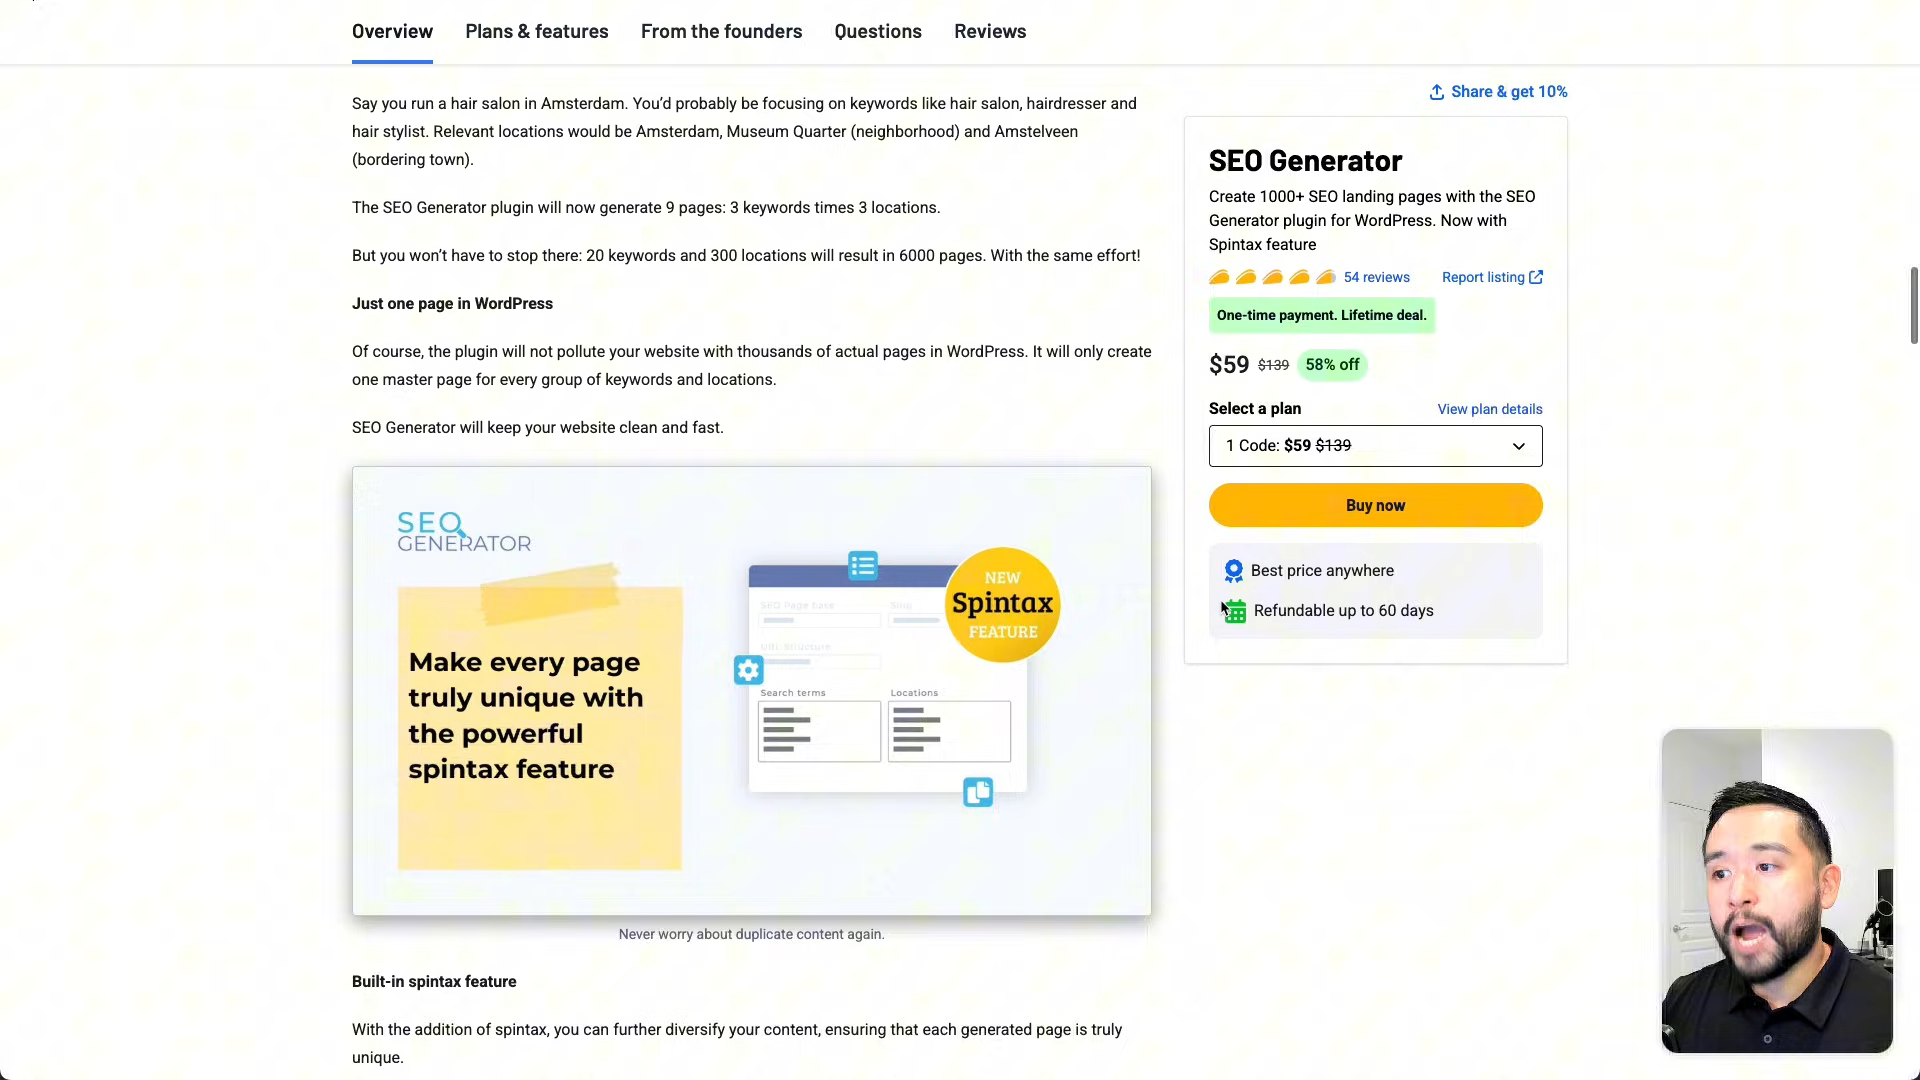 Overview Plans & features From the founders Questions Reviews
Say you run a hair salon in Amsterdam. You’d probably be focusing on keywords like hair salon, hairdresser and
hair stylist. Relevant locations would be Amsterdam, Museum Quarter (neighborhood) and Amstelveen
(bordering town).
The SEO Generator plugin will now generate 9 pages: 3 keywords times 3 locations.
But you won’t have to stop there: 20 keywords and 300 locations will result in 6000 pages. With the same effort!
Just one page in WordPress
Of course, the plugin will not pollute your website with thousands of actual pages in WordPress. It will only create
one master page for every group of keywords and locations.
SEO Generator will keep your website clean and fast.
SEO
GENERATOR
Make every page
truly unique with
the powerful
spintax feature
SEO Page base Slug
URL Structure
Search terms Locations
NEW
Spintax
FEATURE
Never worry about duplicate content again.
Built-in spintax feature
With the addition of spintax, you can further diversify your content, ensuring that each generated page is truly
unique.
Share & get 10%
SEO Generator
Create 1000+ SEO landing pages with the SEO
Generator plugin for WordPress. Now with
Spintax feature
54 reviews Report listing
One-time payment. Lifetime deal.
$59 $139 58% off
Select a plan View plan details
1 Code: $59 $139
Buy now
Best price anywhere
Refundable up to 60 days